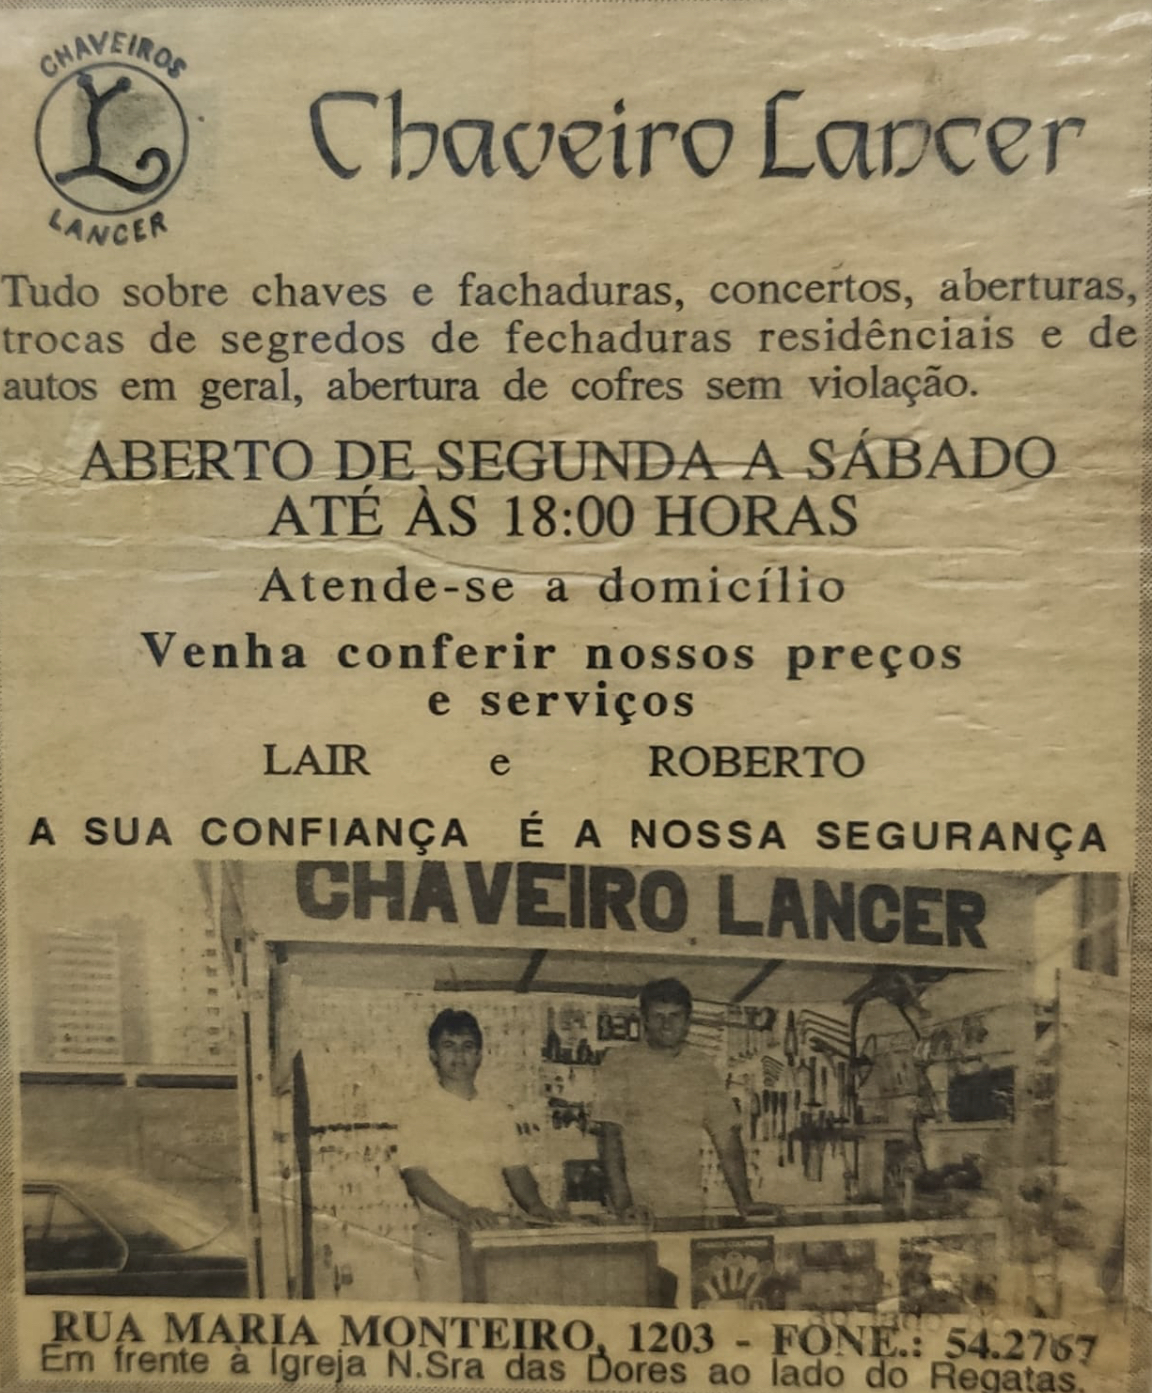 CHAVEIROS
L
LANCER
Chaveiro Lancer
Tudo sobre chaves e fachaduras, concertos, aberturas,
trocas de segredos de fechaduras residênciais e de
autos em geral, abertura de cofres sem violação.
ABERTO DE SEGUNDA A SÁBADO
ATÉ ÀS 18:00 HORAS
Atende-se a domicílio
Venha conferir nossos preços
e serviços
LAIR e ROBERTO
A SUA CONFIANÇA É A NOSSA SEGURANÇA
CHAVEIRO LANCER
RUA MARIA MONTEIRO, 1203 - FONE.: 54.2767
Em frente à Igreja N.Sra das Dores ao lado do Regatas.